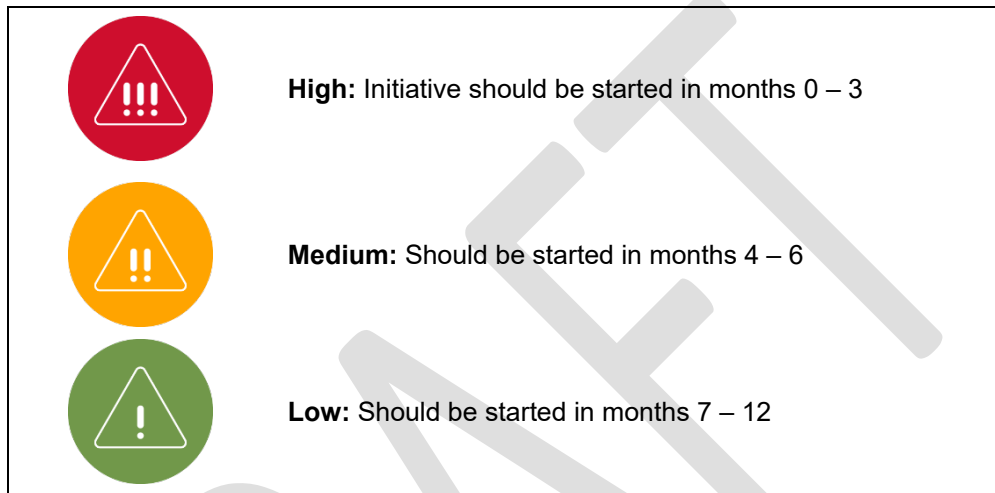 !!!
High: Initiative should be started in months 0 – 3
!!
Medium: Should be started in months 4 – 6
!
Low: Should be started in months 7 – 12
DRAFT